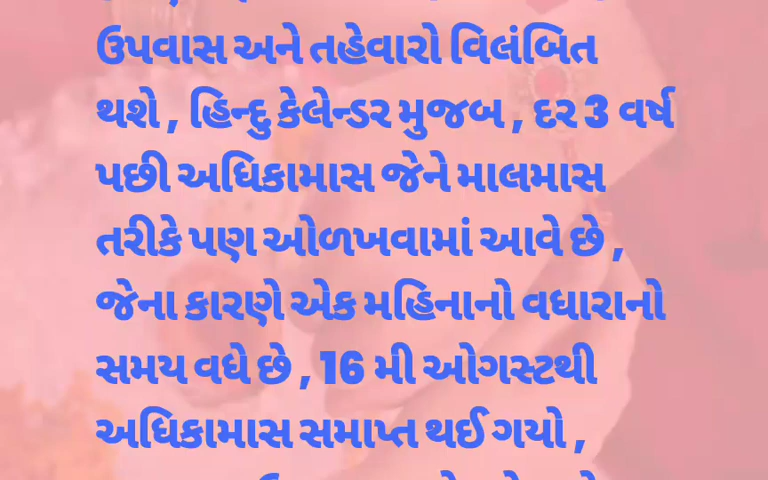 ઉપવાસ અને તહેવારો વિલંબિત
થશે , હિન્દુ કેલેન્ડર મુજબ , દર 3 વર્ષ
પછી અધિકામાસ જેને માલમાસ
તરીકે પણ ઓળખવામાં આવે છે ,
જેના કારણે એક મહિનાનો વધારાનો
સમય વધે છે , 16 મી ઓગસ્ટથી
અધિકામાસ સમાપ્ત થઈ ગયો ,